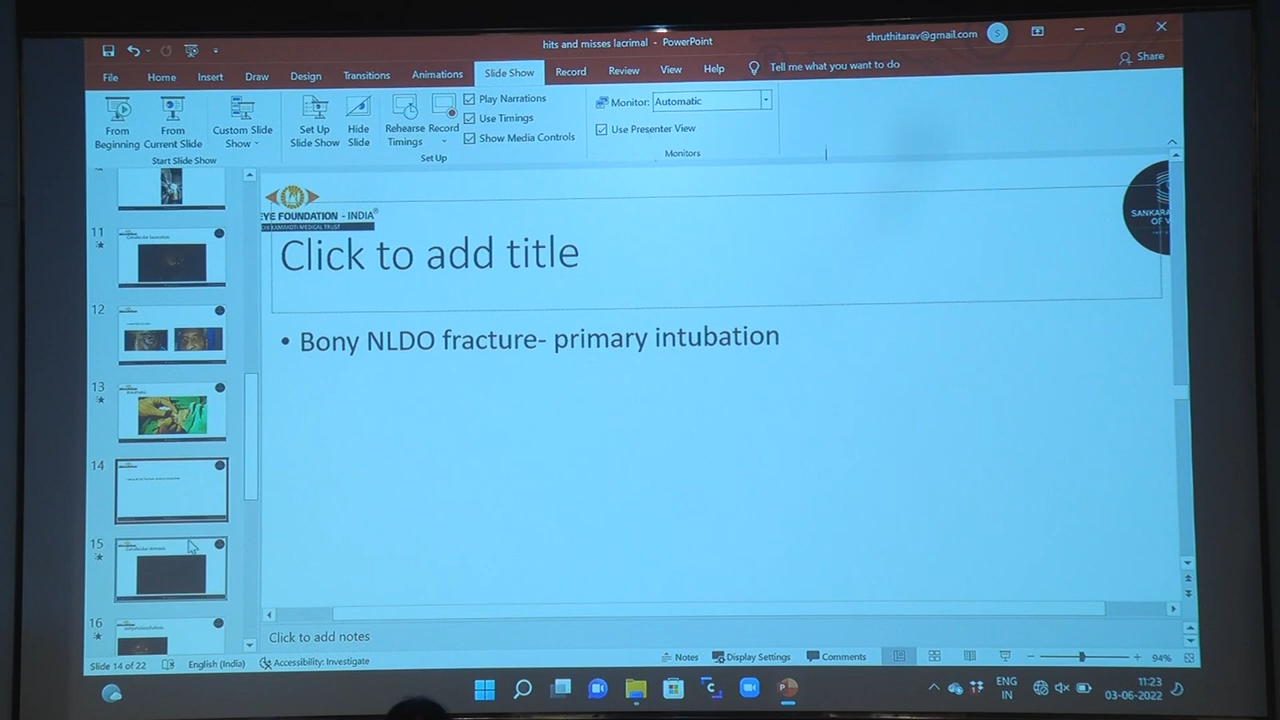 hits and misses lacrimal - PowerPoint
shruthitarav@gmail.com
S
File Home Insert Draw Design Transitions Animations Slide Show Record Review View Help Tell me what you want to do
Share
From Beginning
From Current Slide
Custom Slide Show
Start Slide Show
Set Up Slide Show
Hide Slide
Rehearse Timings
Record
Play Narrations
Use Timings
Show Media Controls
Set Up
Monitor: Automatic
Use Presenter View
Monitors
11
12
13
14
15
16
EYE FOUNDATION - INDIA®
KAMAKOTI MEDICAL TRUST
SANKARA
OF V
Click to add title
• Bony NLDO fracture- primary intubation
Click to add notes
Slide 14 of 22
English (India)
Accessibility: Investigate
Notes
Display Settings
Comments
94%
ENG
IN
11:23
03-06-2022